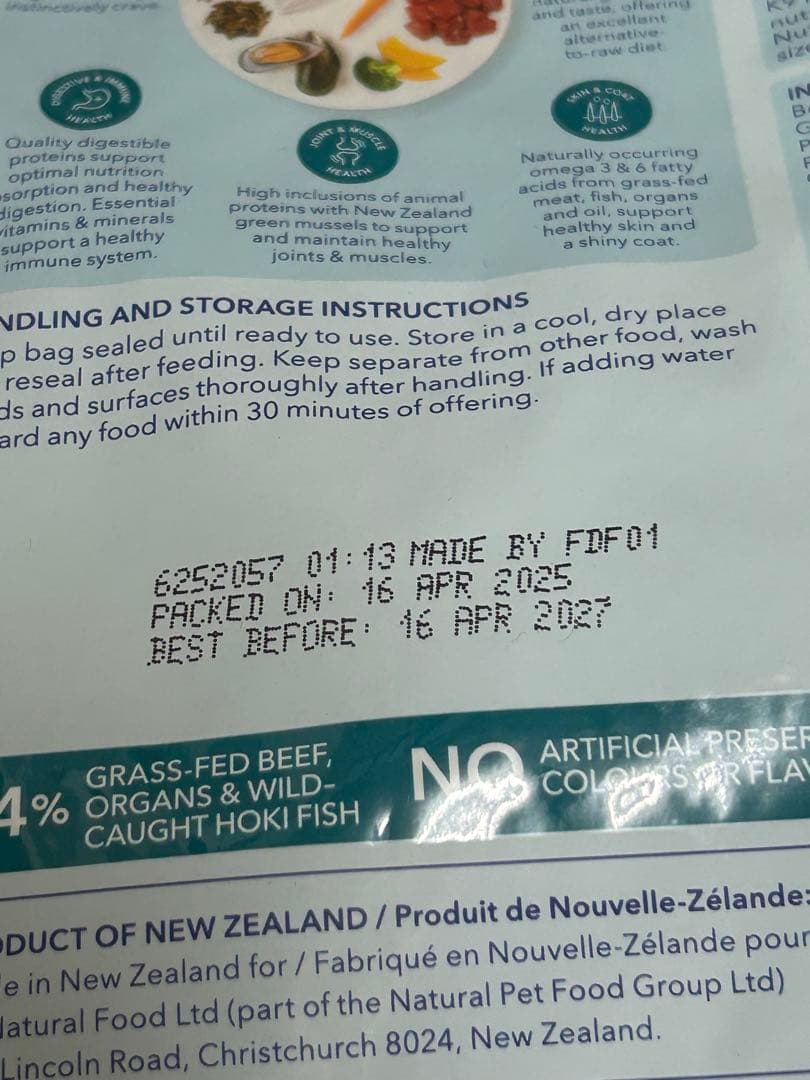 instinctively crave
and taste, offering
an excellent
alternative
to-raw diet
DIGESTIVE & IMMUNE
HEALTH
Quality digestible
proteins support
optimal nutrition
sorption and healthy
digestion. Essential
vitamins & minerals
support a healthy
immune system.
JOINT & MUSCLE
HEALTH
High inclusions of animal
proteins with New Zealand
green mussels to support
and maintain healthy
joints & muscles.
SKIN & COAT
HEALTH
Naturally occurring
omega 3 & 6 fatty
acids from grass-fed
meat, fish, organs
and oil, support
healthy skin and
a shiny coat.
NDLING AND STORAGE INSTRUCTIONS
p bag sealed until ready to use. Store in a cool, dry place
reseal after feeding. Keep separate from other food, wash
ds and surfaces thoroughly after handling. If adding water
ard any food within 30 minutes of offering.
6252057 01:13 MADE BY FDF01
PACKED ON: 16 APR 2025
BEST BEFORE: 16 APR 2027
4% GRASS-FED BEEF,
ORGANS & WILD-
CAUGHT HOKI FISH
NO ARTIFICIAL PRESER
COLOURS OR FLAV
DUCT OF NEW ZEALAND / Produit de Nouvelle-Zélande:
e in New Zealand for / Fabriqué en Nouvelle-Zélande pour
Natural Food Ltd (part of the Natural Pet Food Group Ltd)
Lincoln Road, Christchurch 8024, New Zealand.